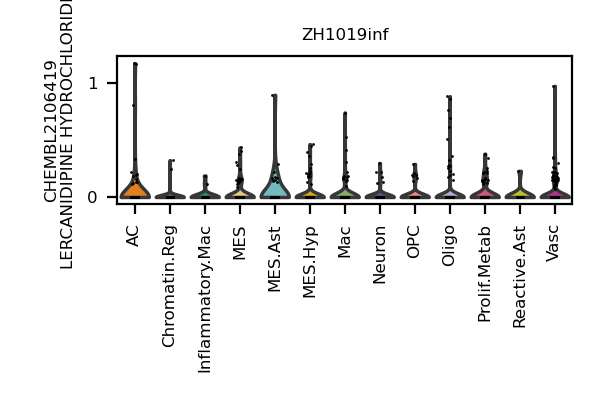 ZH1019inf
CHEMBL2106419
LERCANIDIPINE HYDROCHLORIDE
1
0
AC
Chromatin.Reg
Inflammatory.Mac
MES
MES.Ast
MES.Hyp
Mac
Neuron
OPC
Oligo
Prolif.Metab
Reactive.Ast
Vasc